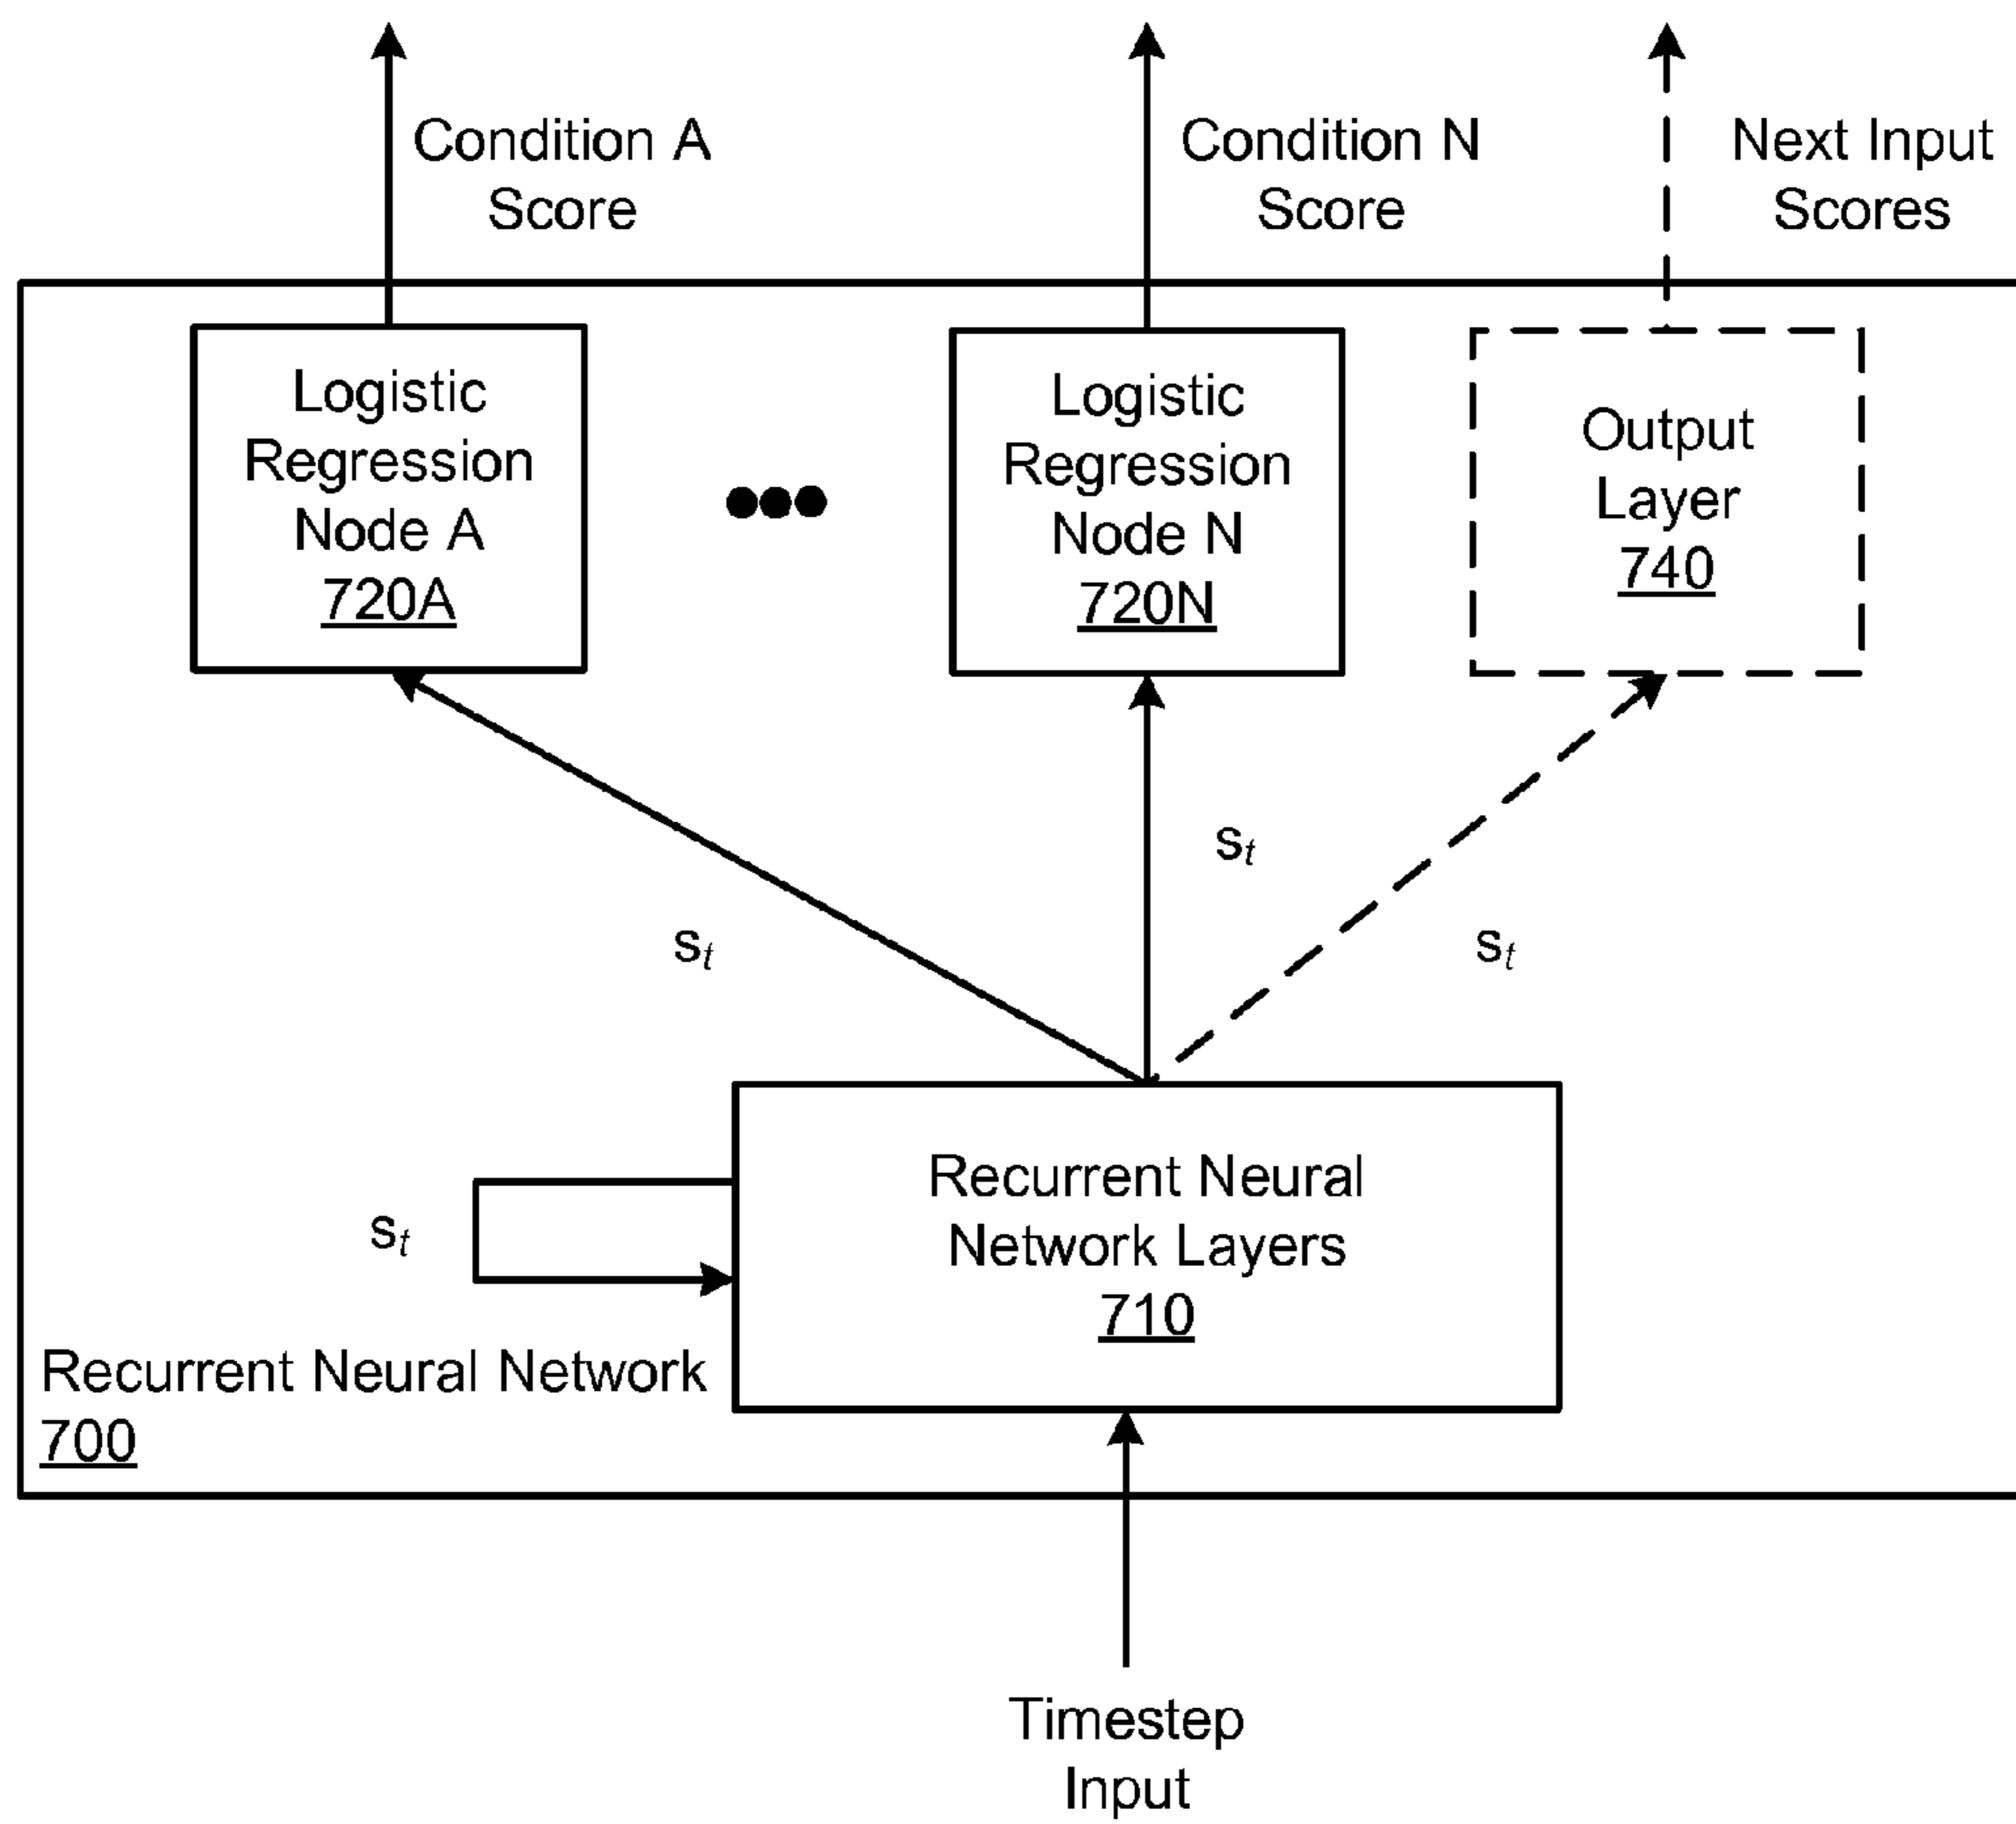 Condition A
Score
Condition N
Score
Next Input
Scores
Logistic
Regression
Node A
720A
Logistic
Regression
Node N
720N
Output
Layer
740
st
st
st
Recurrent Neural
Network Layers
710
st
Recurrent Neural Network
700
Timestep
Input